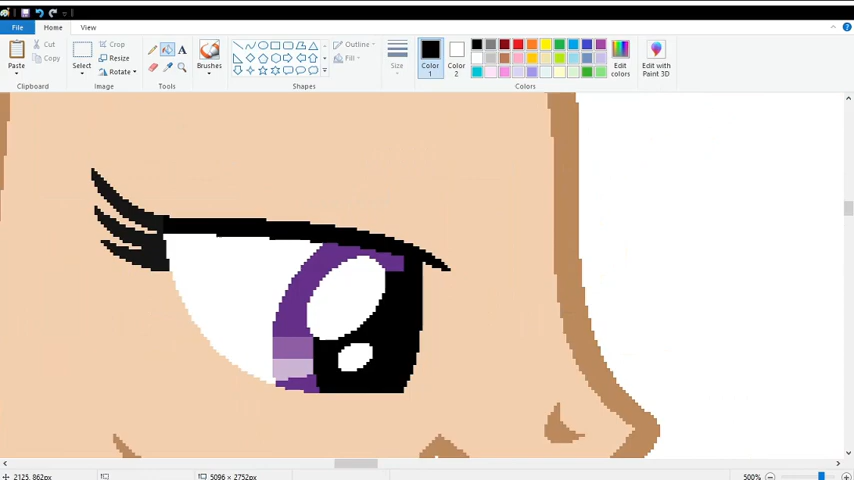 File Home View
Cut
Copy
Paste
Clipboard
Crop
Resize
Rotate
Select
Image
A
Tools
Brushes
Outline
Fill
Shapes
Size
Color 1
Color 2
Edit colors
Colors
Edit with Paint 3D
2125, 862px
5096 × 2752px
500%